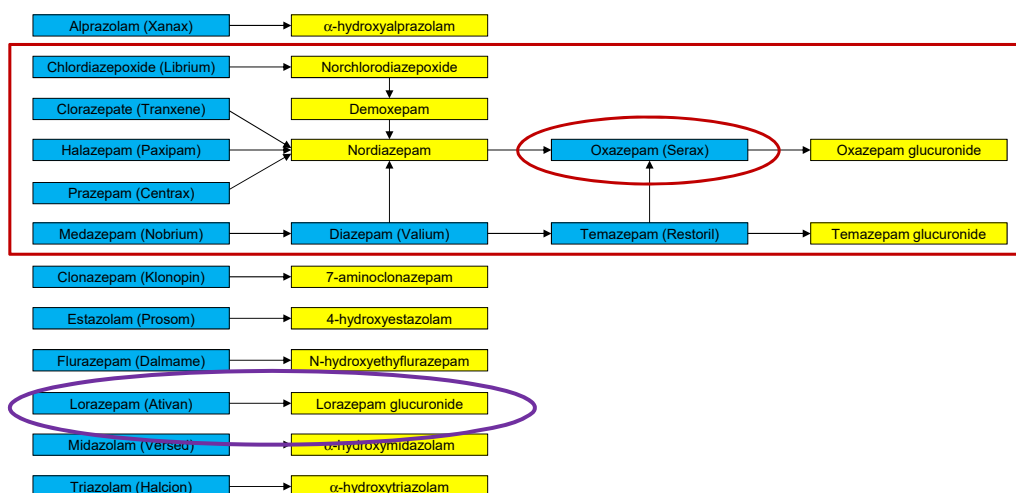 Alprazolam (Xanax) α-hydroxyalprazolam
Chlordiazepoxide (Librium) Norchlorodiazepoxide
Clorazepate (Tranxene) Demoxepam
Halazepam (Paxipam) Nordiazepam Oxazepam (Serax) Oxazepam glucuronide
Prazepam (Centrax)
Medazepam (Nobrium) Diazepam (Valium) Temazepam (Restoril) Temazepam glucuronide
Clonazepam (Klonopin) 7-aminoclonazepam
Estazolam (Prosom) 4-hydroxyestazolam
Flurazepam (Dalmame) N-hydroxyethyflurazepam
Lorazepam (Ativan) Lorazepam glucuronide
Midazolam (Versed) α-hydroxymidazolam
Triazolam (Halcion) α-hydroxytriazolam